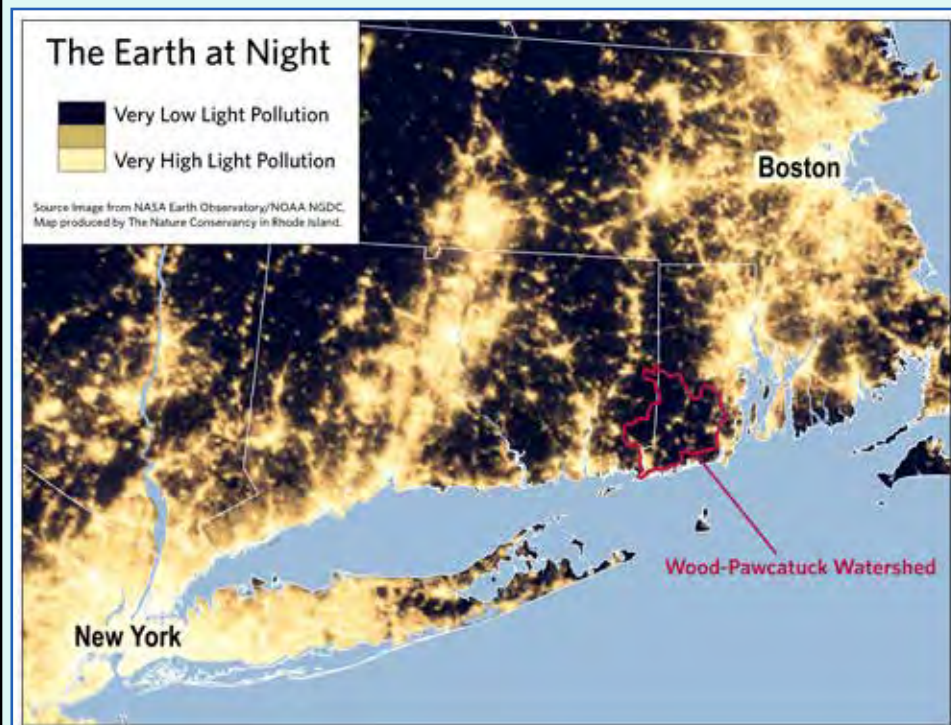 The Earth at Night
Very Low Light Pollution
Very High Light Pollution
Source Image from NASA Earth Observatory/NOAA NGDC.
Map produced by The Nature Conservancy in Rhode Island.
Boston
Wood-Pawcatuck Watershed
New York